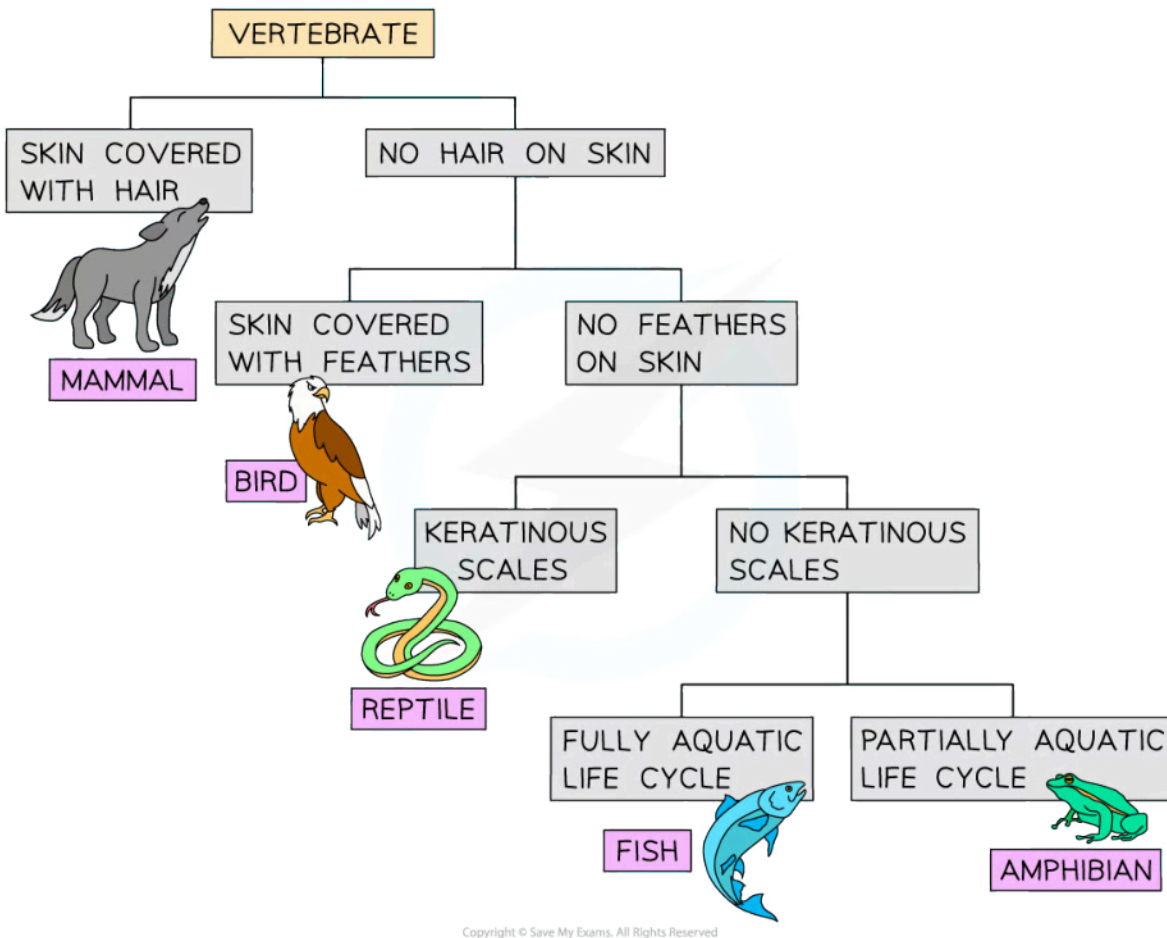 VERTEBRATE
SKIN COVERED
WITH HAIR
NO HAIR ON SKIN
MAMMAL
SKIN COVERED
WITH FEATHERS
NO FEATHERS
ON SKIN
BIRD
KERATINOUS
SCALES
NO KERATINOUS
SCALES
REPTILE
FULLY AQUATIC
LIFE CYCLE
PARTIALLY AQUATIC
LIFE CYCLE
FISH
AMPHIBIAN
Copyright © Save My Exams. All Rights Reserved